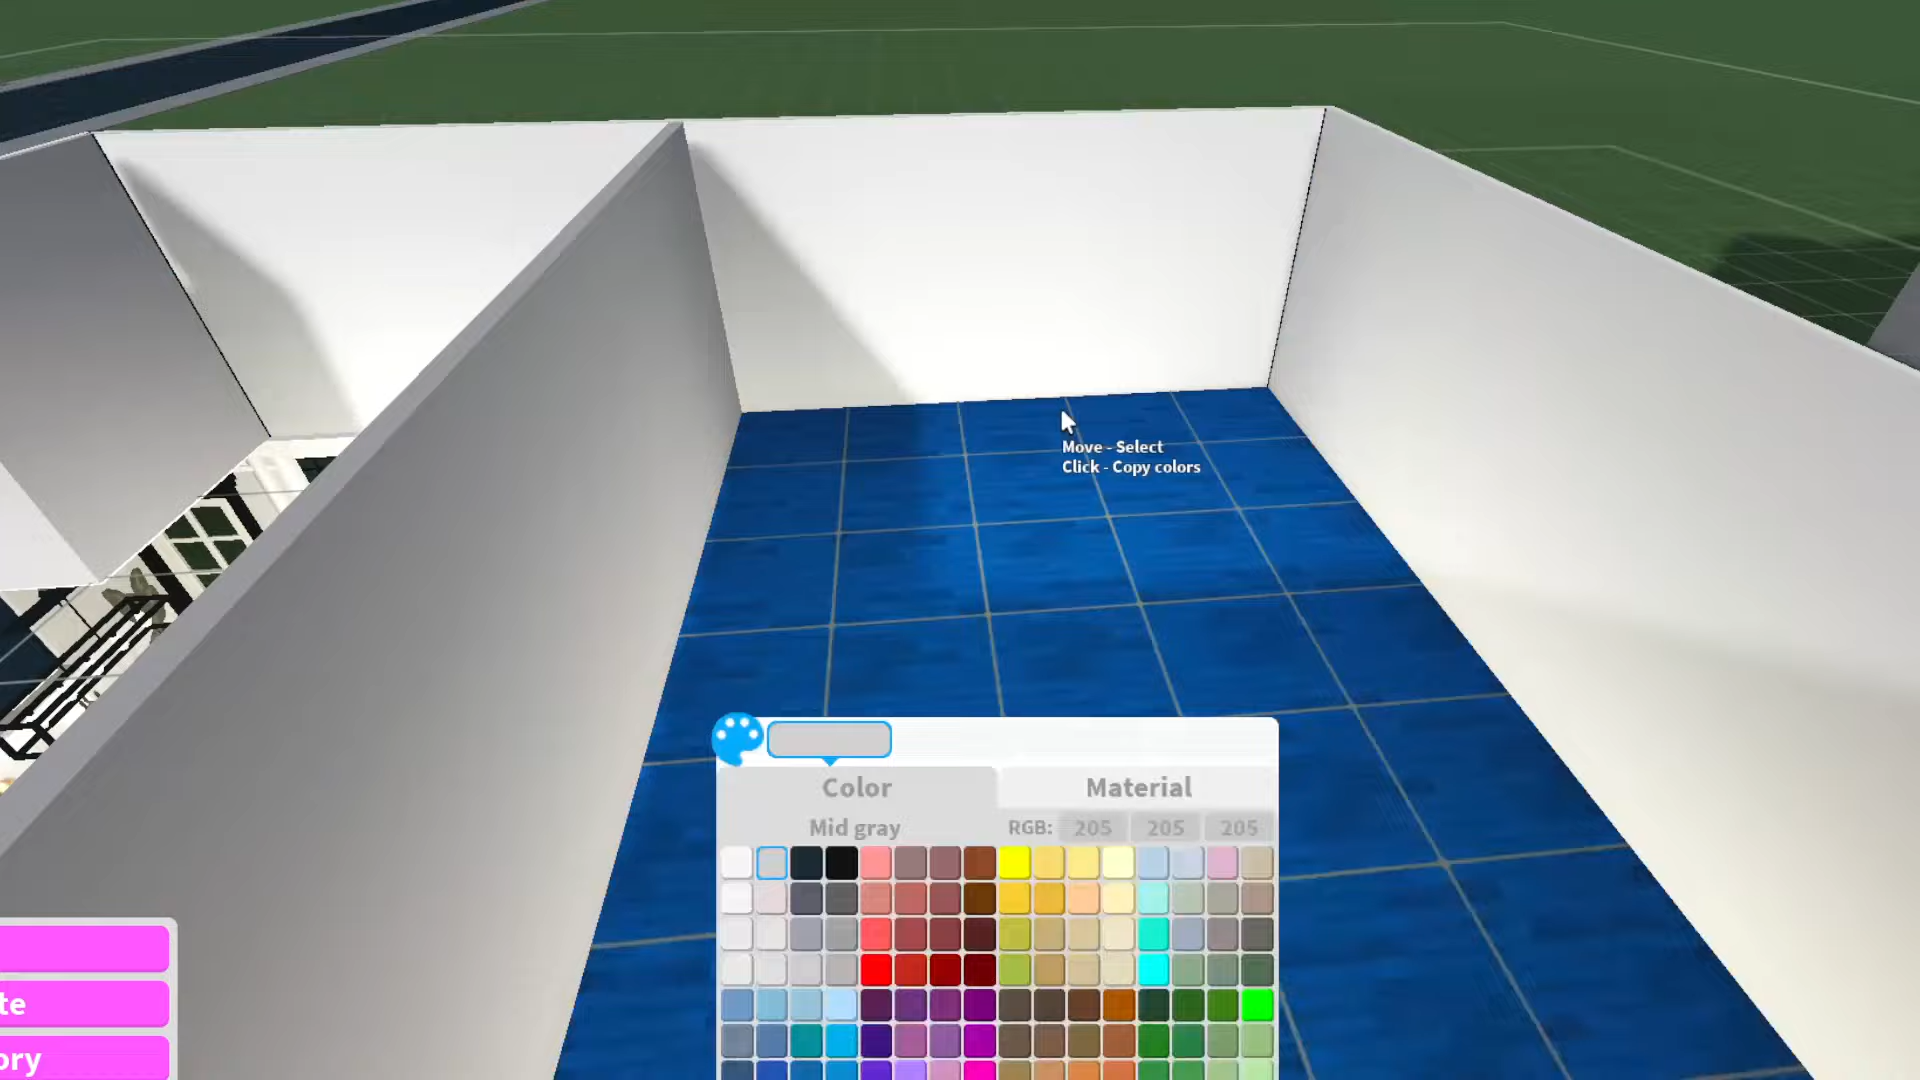 Move - Select
Click - Copy colors
Color
Material
Mid gray
RGB: 205 205 205
te
ory